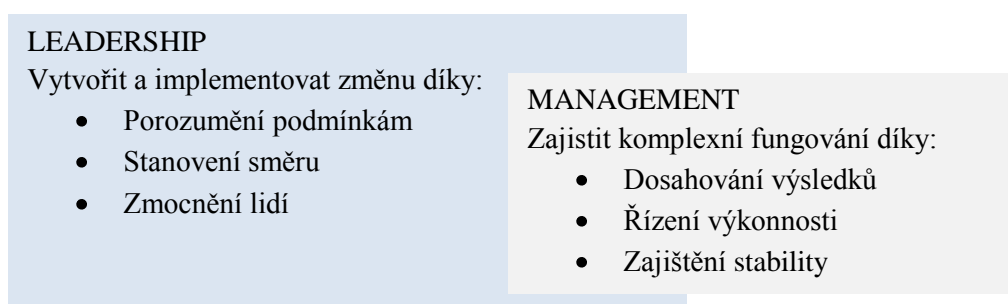 LEADERSHIP
Vytvořit a implementovat změnu díky:
• Porozumění podmínkám
• Stanovení směru
• Zmocnění lidí
MANAGEMENT
Zajistit komplexní fungování díky:
• Dosahování výsledků
• Řízení výkonnosti
• Zajištění stability